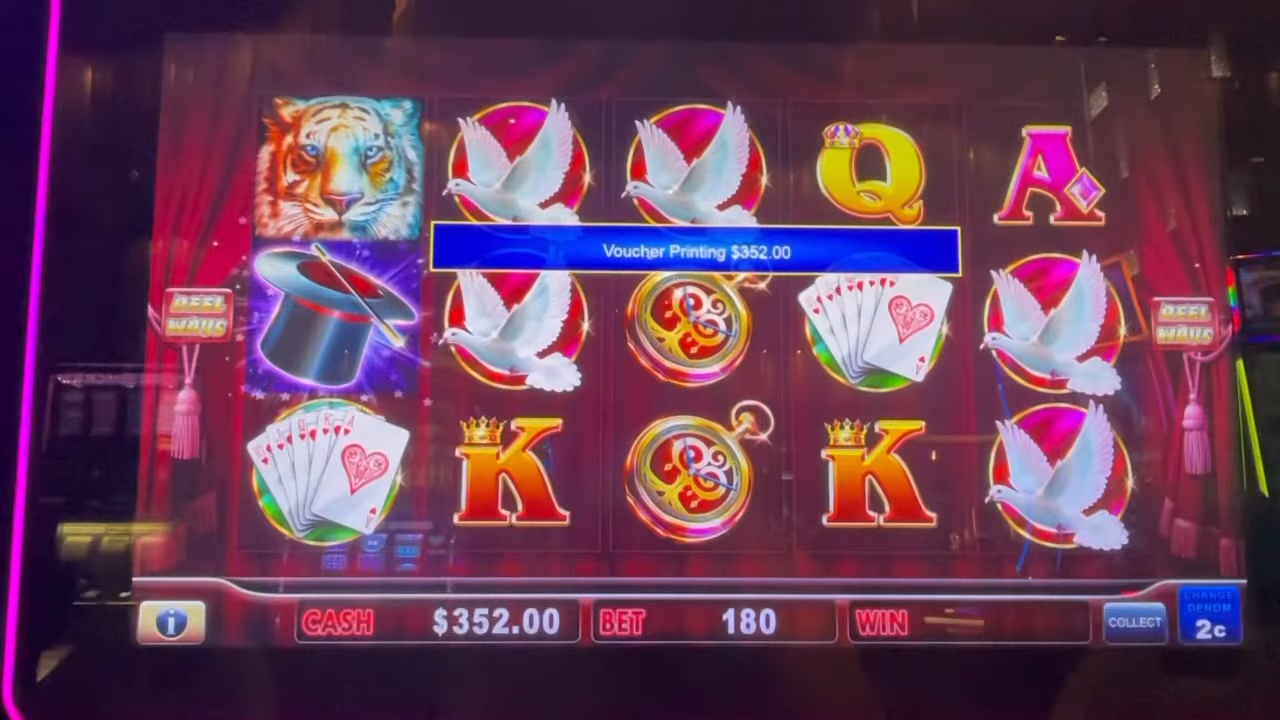 Q
A
Voucher Printing $352.00
REEL
WAYS
REEL
WAYS
K
K
CASH $352.00 BET 180 WIN
COLLECT
CHANGE
DENOM
2c